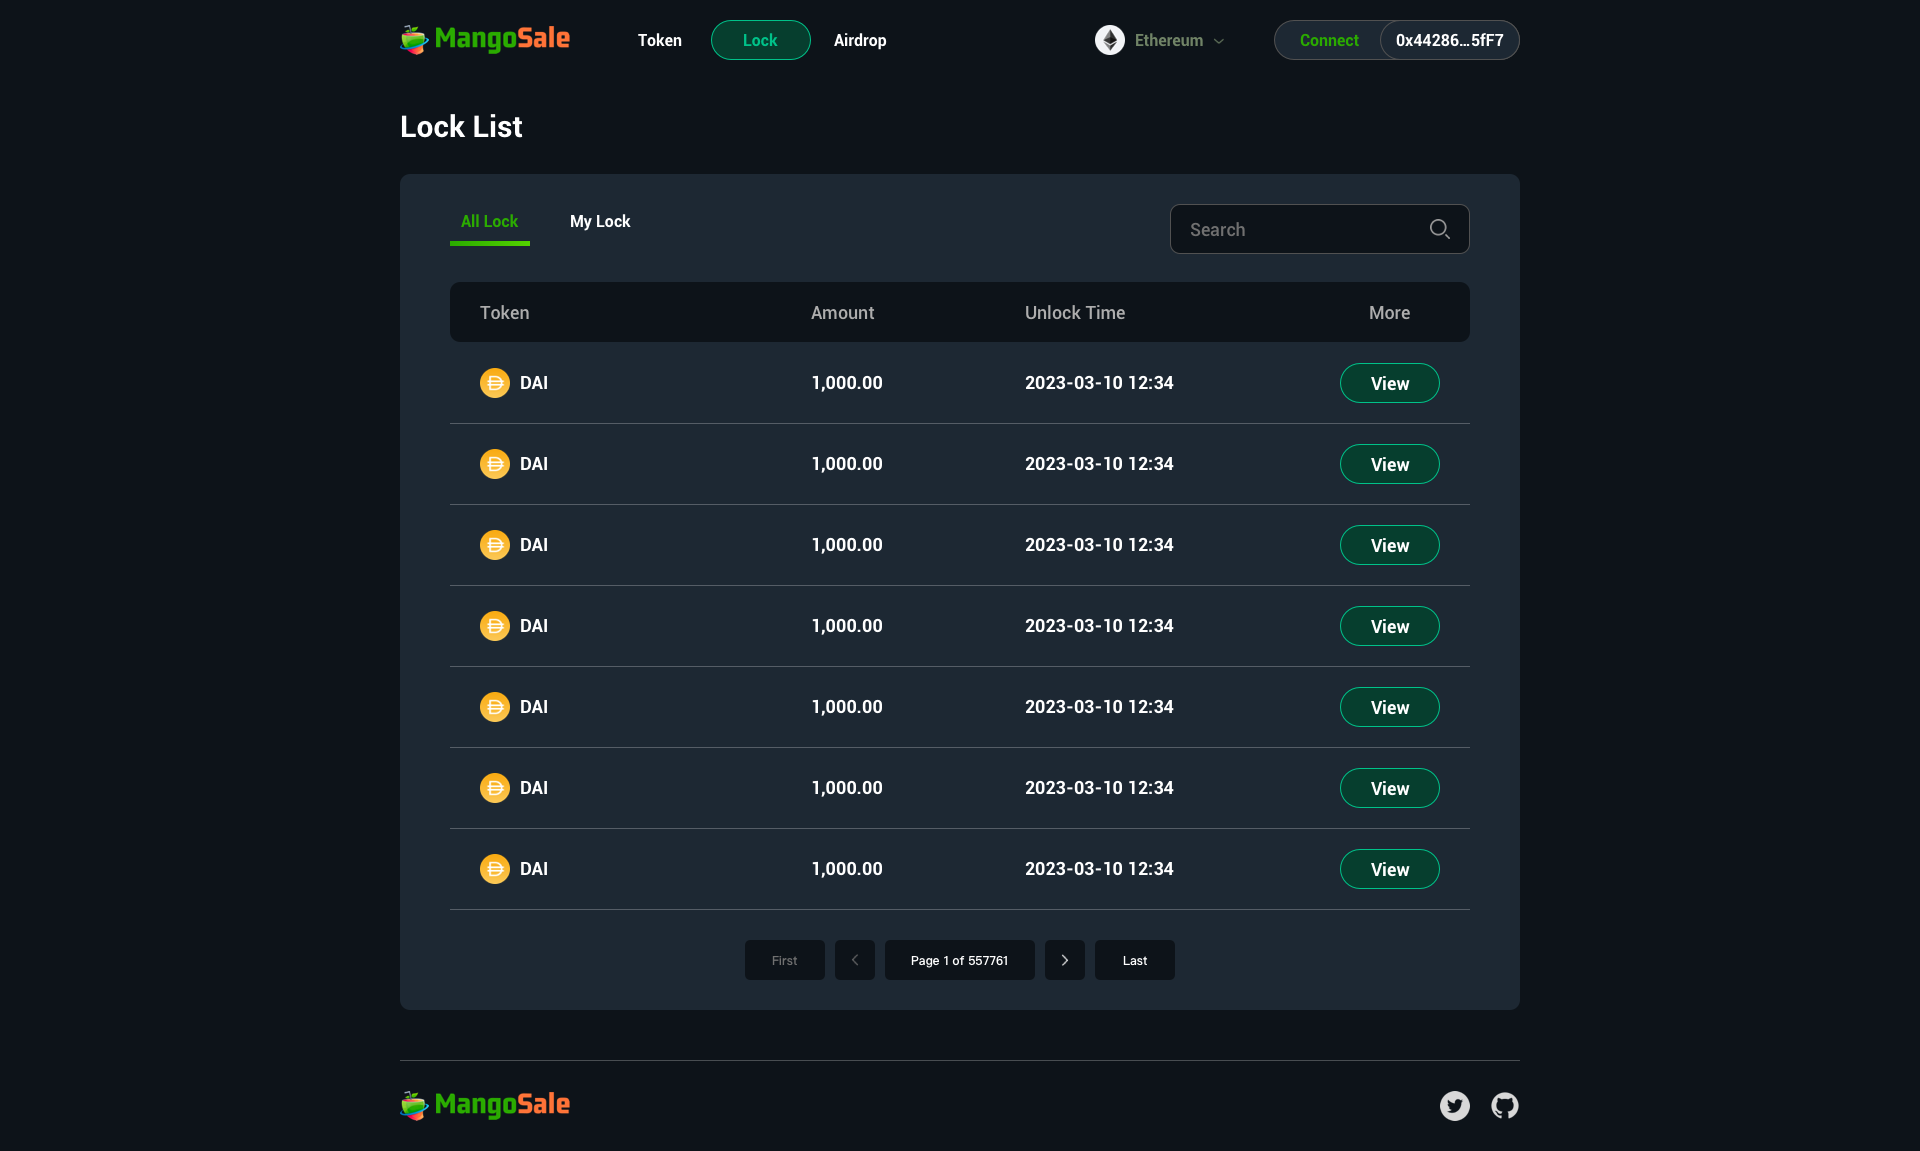 MangoSale
Token Lock Airdrop
Ethereum
Connect 0x44286...5fF7
Lock List
All Lock My Lock
Search
Token Amount Unlock Time More
DAI 1,000.00 2023-03-10 12:34 View
DAI 1,000.00 2023-03-10 12:34 View
DAI 1,000.00 2023-03-10 12:34 View
DAI 1,000.00 2023-03-10 12:34 View
DAI 1,000.00 2023-03-10 12:34 View
DAI 1,000.00 2023-03-10 12:34 View
DAI 1,000.00 2023-03-10 12:34 View
First < Page 1 of 557761 > Last
MangoSale